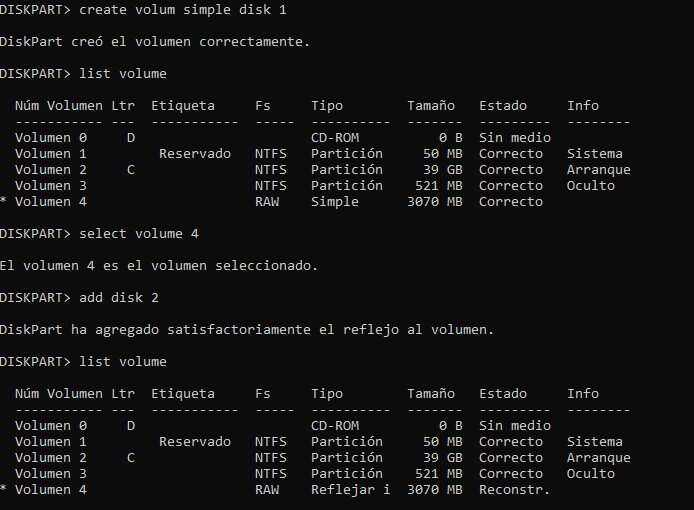 DISKPART> create volum simple disk 1
DiskPart creó el volumen correctamente.
DISKPART> list volume
Núm Volumen Ltr Etiqueta Fs Tipo Tamaño Estado Info
----------- --- ----------- ----- ---------- ------- --------- --------
Volumen 0 D CD-ROM 0 B Sin medio
Volumen 1 Reservado NTFS Partición 50 MB Correcto Sistema
Volumen 2 C NTFS Partición 39 GB Correcto Arranque
Volumen 3 NTFS Partición 521 MB Correcto Oculto
* Volumen 4 RAW Simple 3070 MB Correcto
DISKPART> select volume 4
El volumen 4 es el volumen seleccionado.
DISKPART> add disk 2
DiskPart ha agregado satisfactoriamente el reflejo al volumen.
DISKPART> list volume
Núm Volumen Ltr Etiqueta Fs Tipo Tamaño Estado Info
----------- --- ----------- ----- ---------- ------- --------- --------
Volumen 0 D CD-ROM 0 B Sin medio
Volumen 1 Reservado NTFS Partición 50 MB Correcto Sistema
Volumen 2 C NTFS Partición 39 GB Correcto Arranque
Volumen 3 NTFS Partición 521 MB Correcto Oculto
* Volumen 4 RAW Reflejar i 3070 MB Reconstr.